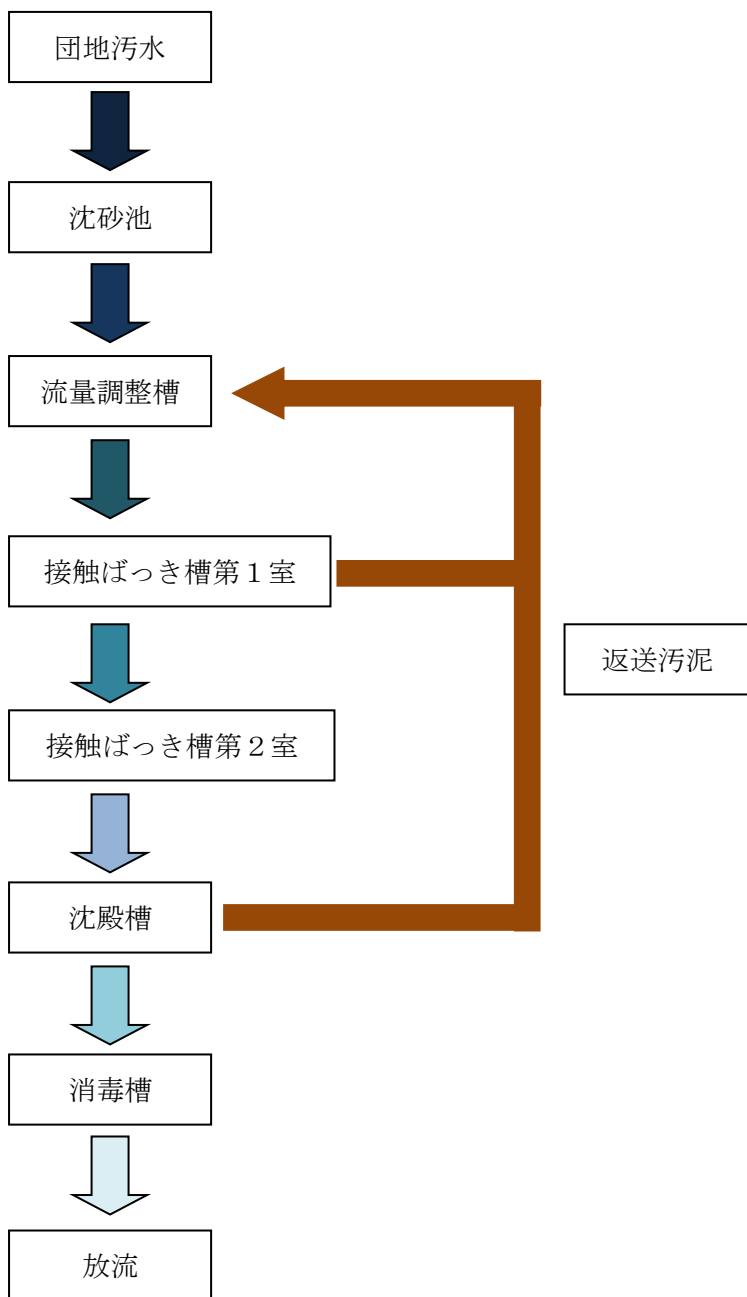 団地汚水
沈砂池
流量調整槽
接触ばっき槽第１室
返送汚泥
接触ばっき槽第２室
沈殿槽
消毒槽
放流